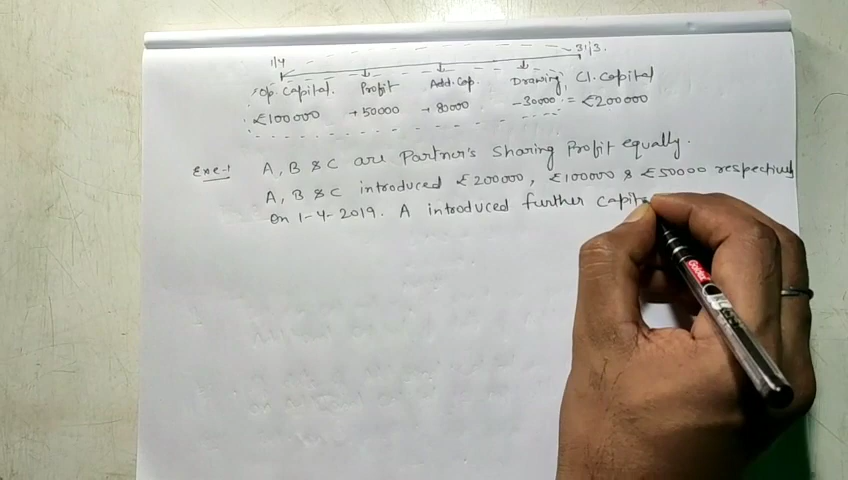 1/4 31/3.
Op. Capital. Profit Add. Cap. Drawing Cl. Capital
₹100000 + 50000 + 80000 - 30000 = ₹200000
Exe-1 A, B & C are Partner's Sharing Profit equally.
A, B & C introduced ₹200000, ₹100000 & ₹50000 respectively
On 1-4-2019. A introduced further capit